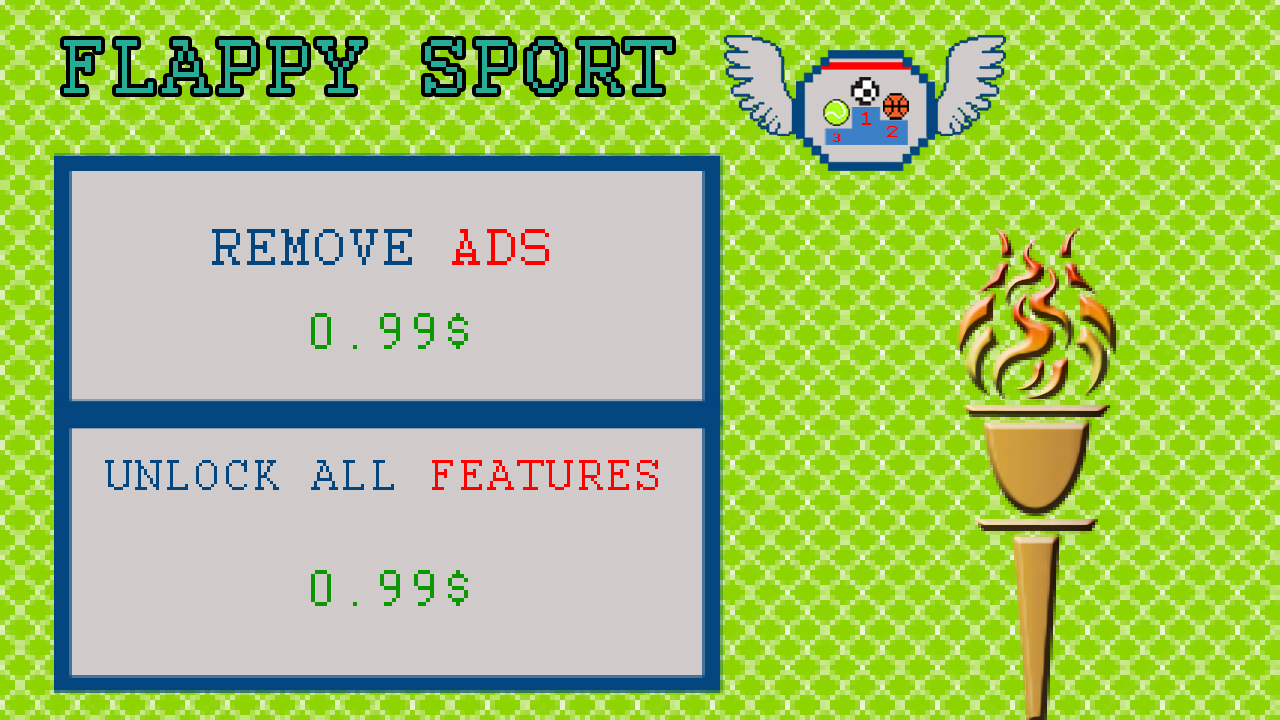 FLAPPY SPORT
1
2
3
REMOVE ADS
0.99$
UNLOCK ALL FEATURES
0.99$